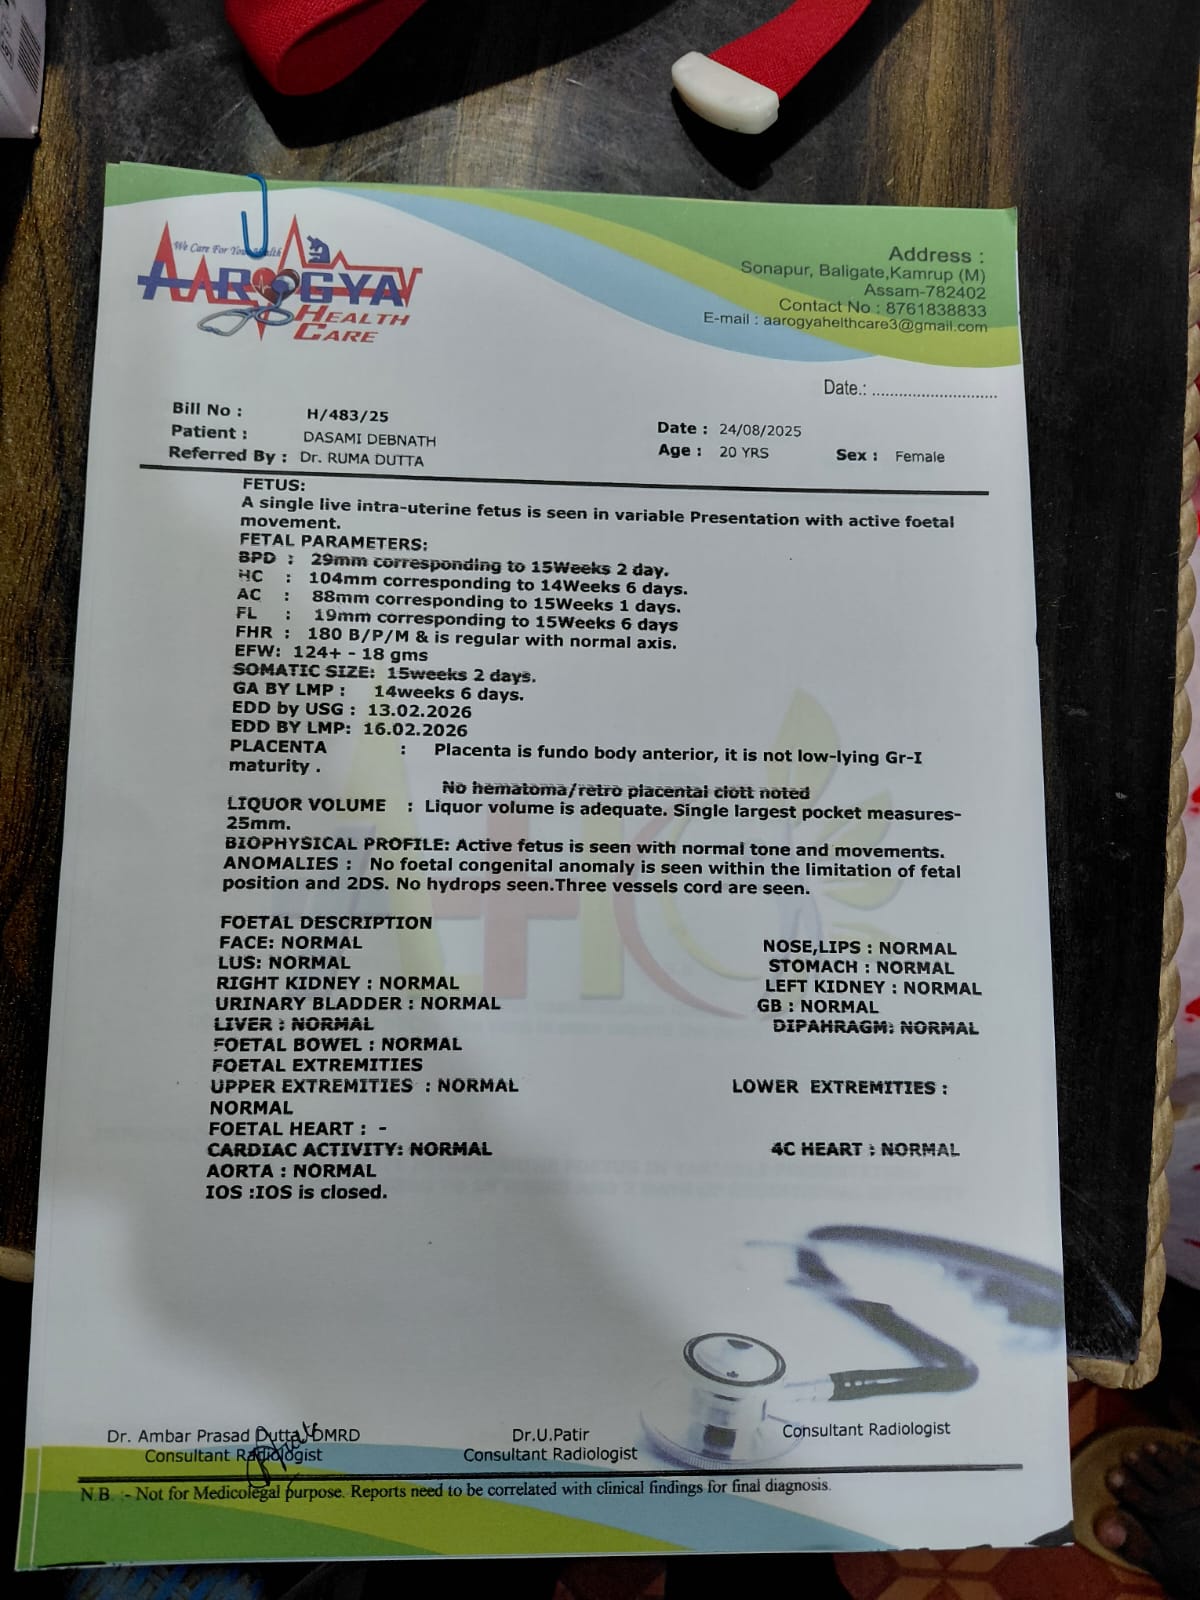 We Care For Your Health
AAROGYA
HEALTH
CARE
Address :
Sonapur, Baligate,Kamrup (M)
Assam-782402
Contact No : 8761838833
E-mail : aarogyahelthcare3@gmail.com
Date.: ............................
Bill No : H/483/25
Patient : DASAMI DEBNATH Date : 24/08/2025
Referred By : Dr. RUMA DUTTA Age : 20 YRS Sex : Female
FETUS:
A single live intra-uterine fetus is seen in variable Presentation with active foetal
movement.
FETAL PARAMETERS:
BPD : 29mm corresponding to 15Weeks 2 day.
HC : 104mm corresponding to 14Weeks 6 days.
AC : 88mm corresponding to 15Weeks 1 days.
FL : 19mm corresponding to 15Weeks 6 days
FHR : 180 B/P/M & is regular with normal axis.
EFW: 124+ - 18 gms
SOMATIC SIZE: 15weeks 2 days.
GA BY LMP : 14weeks 6 days.
EDD by USG : 13.02.2026
EDD BY LMP: 16.02.2026
PLACENTA : Placenta is fundo body anterior, it is not low-lying Gr-I
maturity .
No hematoma/retro placental clott noted
LIQUOR VOLUME : Liquor volume is adequate. Single largest pocket measures-
25mm.
BIOPHYSICAL PROFILE: Active fetus is seen with normal tone and movements.
ANOMALIES : No foetal congenital anomaly is seen within the limitation of fetal
position and 2DS. No hydrops seen.Three vessels cord are seen.
FOETAL DESCRIPTION
FACE: NORMAL NOSE,LIPS : NORMAL
LUS: NORMAL STOMACH : NORMAL
RIGHT KIDNEY : NORMAL LEFT KIDNEY : NORMAL
URINARY BLADDER : NORMAL GB : NORMAL
LIVER : NORMAL DIPAHRAGM: NORMAL
FOETAL BOWEL : NORMAL
FOETAL EXTREMITIES
UPPER EXTREMITIES : NORMAL LOWER EXTREMITIES :
NORMAL
FOETAL HEART : -
CARDIAC ACTIVITY: NORMAL 4C HEART : NORMAL
AORTA : NORMAL
IOS :IOS is closed.
Dr. Ambar Prasad Dutta DMRD Dr.U.Patir Consultant Radiologist
Consultant Radiologist Consultant Radiologist
N.B. :- Not for Medicolegal purpose. Reports need to be correlated with clinical findings for final diagnosis.